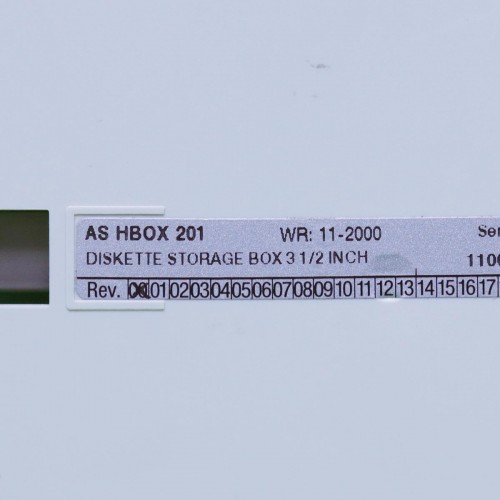 AS HBOX 201 WR: 11-2000
DISKETTE STORAGE BOX 3 1/2 INCH
Rev. 00 01 02 03 04 05 06 07 08 09 10 11 12 13 14 15 16 17